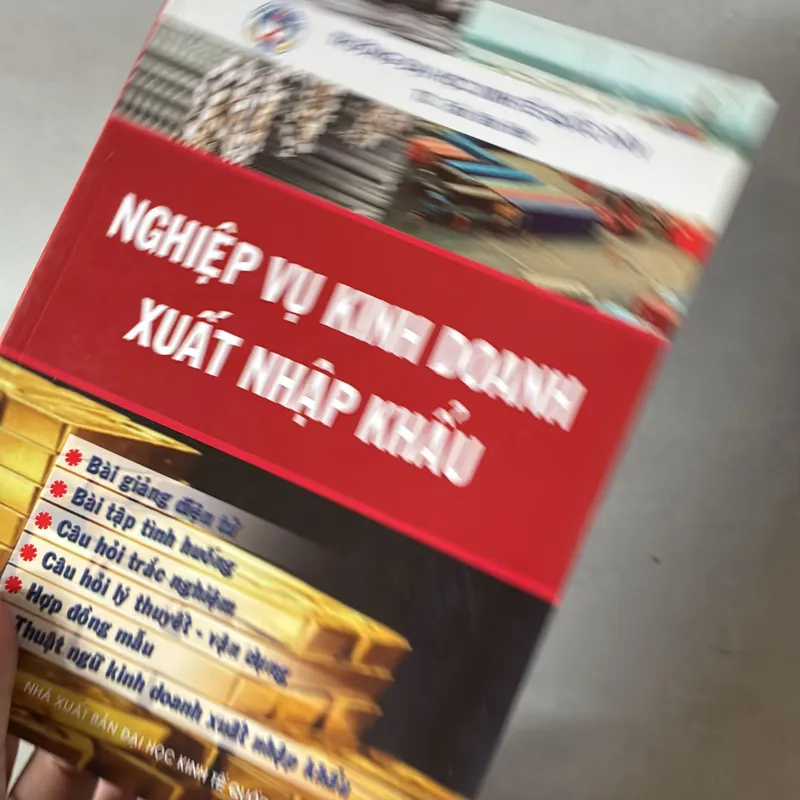 NGHIỆP VỤ KINH DOANH
XUẤT NHẬP KHẨU
Bài giảng điện tử
Bài tập tình huống
Câu hỏi trắc nghiệm
Câu hỏi lý thuyết - vận dụng
Hợp đồng mẫu
Thuật ngữ kinh doanh xuất nhập khẩu
NHÀ XUẤT BẢN ĐẠI HỌC KINH TẾ QUỐC